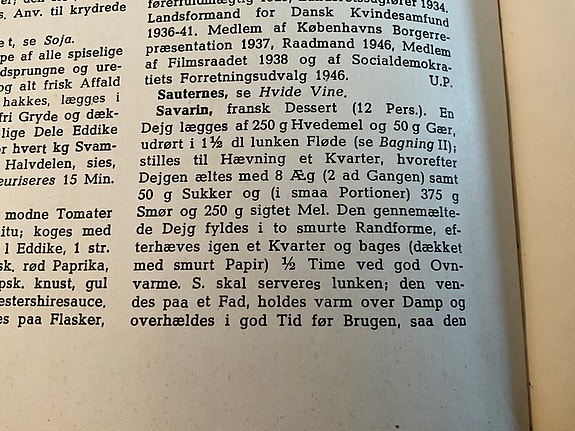 s. Anv. til krydrede
et, se Soja.
pe af alle spiselige
dsprungne og ure-
og alt frisk Affald
hakkes, lægges i
fri Gryde og dæk-
lige Dele Eddike
or hvert kg Svam-
Halvdelen, sies,
euriseres 15 Min.
modne Tomater
itu; koges med
l Eddike, 1 str.
sk. rød Paprika,
psk. knust, gul
estershiresauce.
es paa Flasker,
Landsformand for Dansk Kvindesamfund
1936-41. Medlem af Københavns Borgerre-
præsentation 1937, Raadmand 1946, Medlem
af Filmsraadet 1938 og af Socialdemokra-
tiets Forretningsudvalg 1946. U.P.
Sauternes, se Hvide Vine.
Savarin, fransk Dessert (12 Pers.). En
Dejg lægges af 250 g Hvedemel og 50 g Gær,
udrørt i 1½ dl lunken Fløde (se Bagning II);
stilles til Hævning et Kvarter, hvorefter
Dejgen æltes med 8 Æg (2 ad Gangen) samt
50 g Sukker og (i smaa Portioner) 375 g
Smør og 250 g sigtet Mel. Den gennemælte-
de Dejg fyldes i to smurte Randforme, ef-
terhæves igen et Kvarter og bages (dækket
med smurt Papir) ½ Time ved god Ovn-
varme. S. skal serveres lunken; den ven-
des paa et Fad, holdes varm over Damp og
overhældes i god Tid før Brugen, saa den